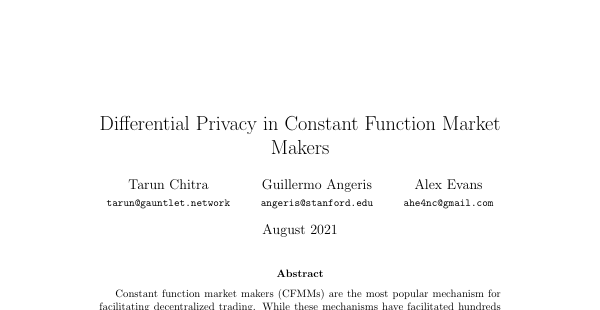 Differential Privacy in Constant Function Market
Makers
Tarun Chitra Guillermo Angeris Alex Evans
tarun@gauntlet.network angeris@stanford.edu ahe4nc@gmail.com
August 2021
Abstract
Constant function market makers (CFMMs) are the most popular mechanism for
facilitating decentralized trading. While these mechanisms have facilitated hundreds